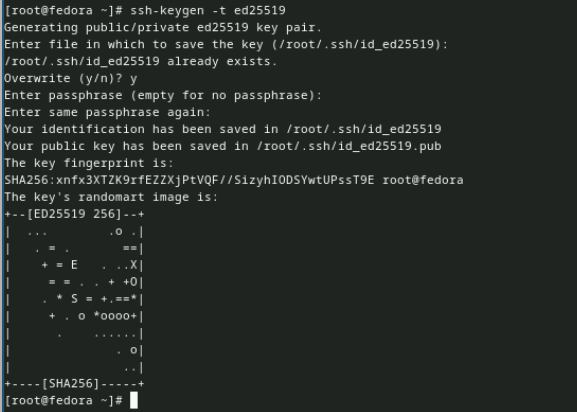 [root@fedora ~]# ssh-keygen -t ed25519
Generating public/private ed25519 key pair.
Enter file in which to save the key (/root/.ssh/id_ed25519):
/root/.ssh/id_ed25519 already exists.
Overwrite (y/n)? y
Enter passphrase (empty for no passphrase):
Enter same passphrase again:
Your identification has been saved in /root/.ssh/id_ed25519
Your public key has been saved in /root/.ssh/id_ed25519.pub
The key fingerprint is:
SHA256:xnfx3XTZK9rfEZZXjPtVQF//SizyhIODSYwtUPssT9E root@fedora
The key's randomart image is:
+--[ED25519 256]--+
|  ...        .o .|
|   . = .       ==|
|    + = E   . ..X|
|     = = . . + +O|
|    . * S = +.==*|
|     + . o *oooo+|
|      .    ......|
|              . o|
|               ..|
+----[SHA256]-----+
[root@fedora ~]#